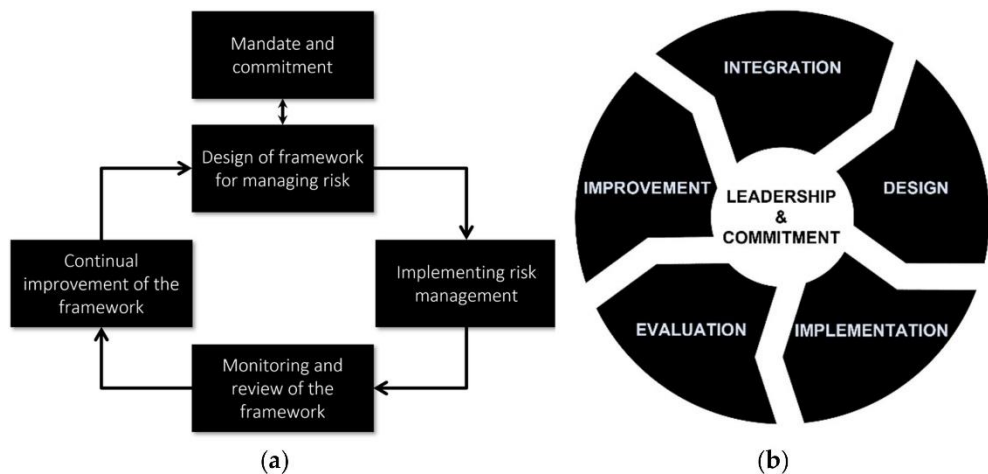 Mandate and
commitment
Design of framework
for managing risk
Continual
improvement of the
framework
Implementing risk
management
Monitoring and
review of the
framework
(a)
INTEGRATION
IMPROVEMENT
DESIGN
LEADERSHIP
&
COMMITMENT
EVALUATION
IMPLEMENTATION
(b)